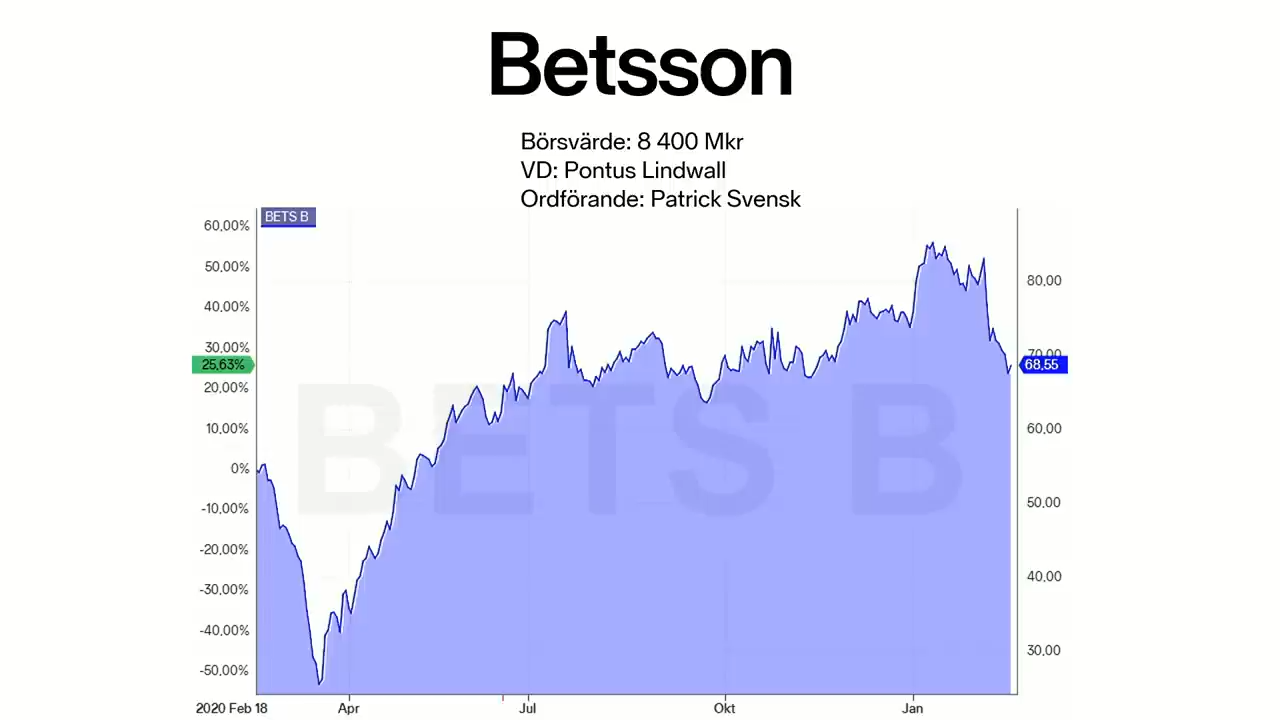 Betsson
Börsvärde: 8 400 Mkr
VD: Pontus Lindwall
Ordförande: Patrick Svensk
BETS B
60,00%
50,00%
40,00%
30,00%
25,63%
20,00%
10,00%
0%
-10,00%
-20,00%
-30,00%
-40,00%
-50,00%
80,00
70,00
68,55
60,00
50,00
40,00
30,00
BETS B
2020 Feb 18
Apr
Jul
Okt
Jan